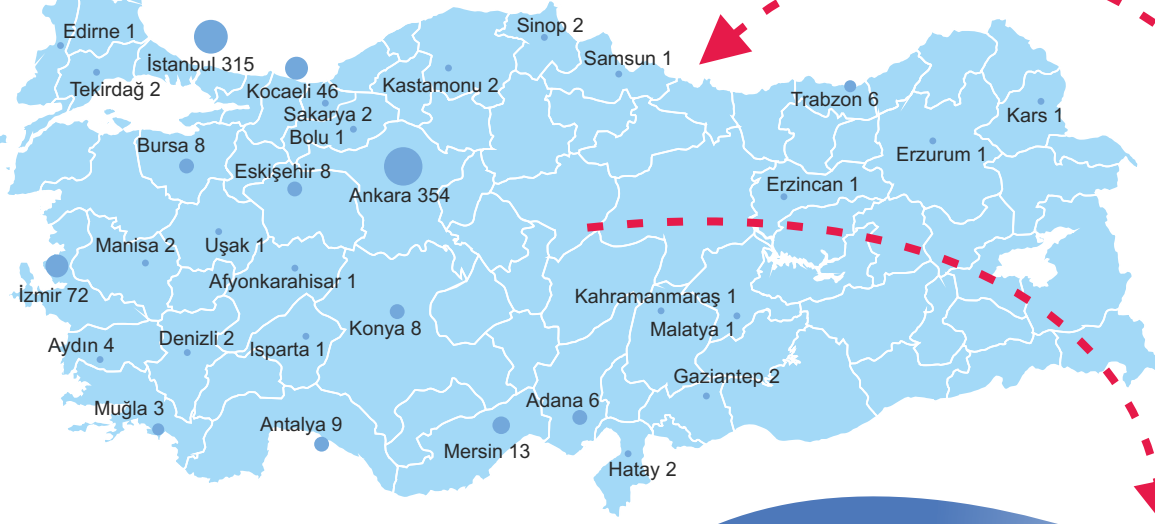 Edirne 1
Sinop 2
İstanbul 315
Samsun 1
Tekirdağ 2
Kocaeli 46
Kastamonu 2
Trabzon 6
Kars 1
Sakarya 2
Bolu 1
Bursa 8
Erzurum 1
Eskişehir 8
Ankara 354
Erzincan 1
Manisa 2
Uşak 1
Afyonkarahisar 1
İzmir 72
Kahramanmaraş 1
Konya 8
Malatya 1
Aydın 4
Denizli 2
Isparta 1
Gaziantep 2
Muğla 3
Adana 6
Antalya 9
Mersin 13
Hatay 2